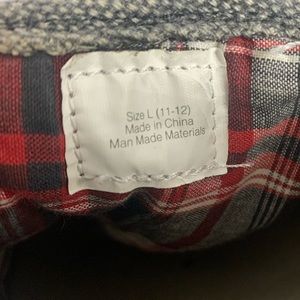 Size L (11-12)
Made in China
Man Made Materials